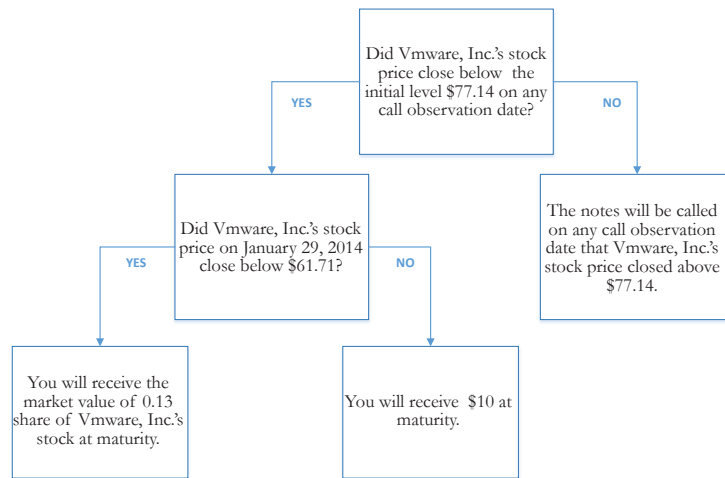 Did Vmware, Inc.'s stock
price close below the
initial level $77.14 on any
call observation date?
YES
NO
Did Vmware, Inc.'s stock
price on January 29, 2014
close below $61.71?
The notes will be called
on any call observation
date that Vmware, Inc.'s
stock price closed above
$77.14.
YES
NO
You will receive the
market value of 0.13
share of Vmware, Inc.'s
stock at maturity.
You will receive $10 at
maturity.